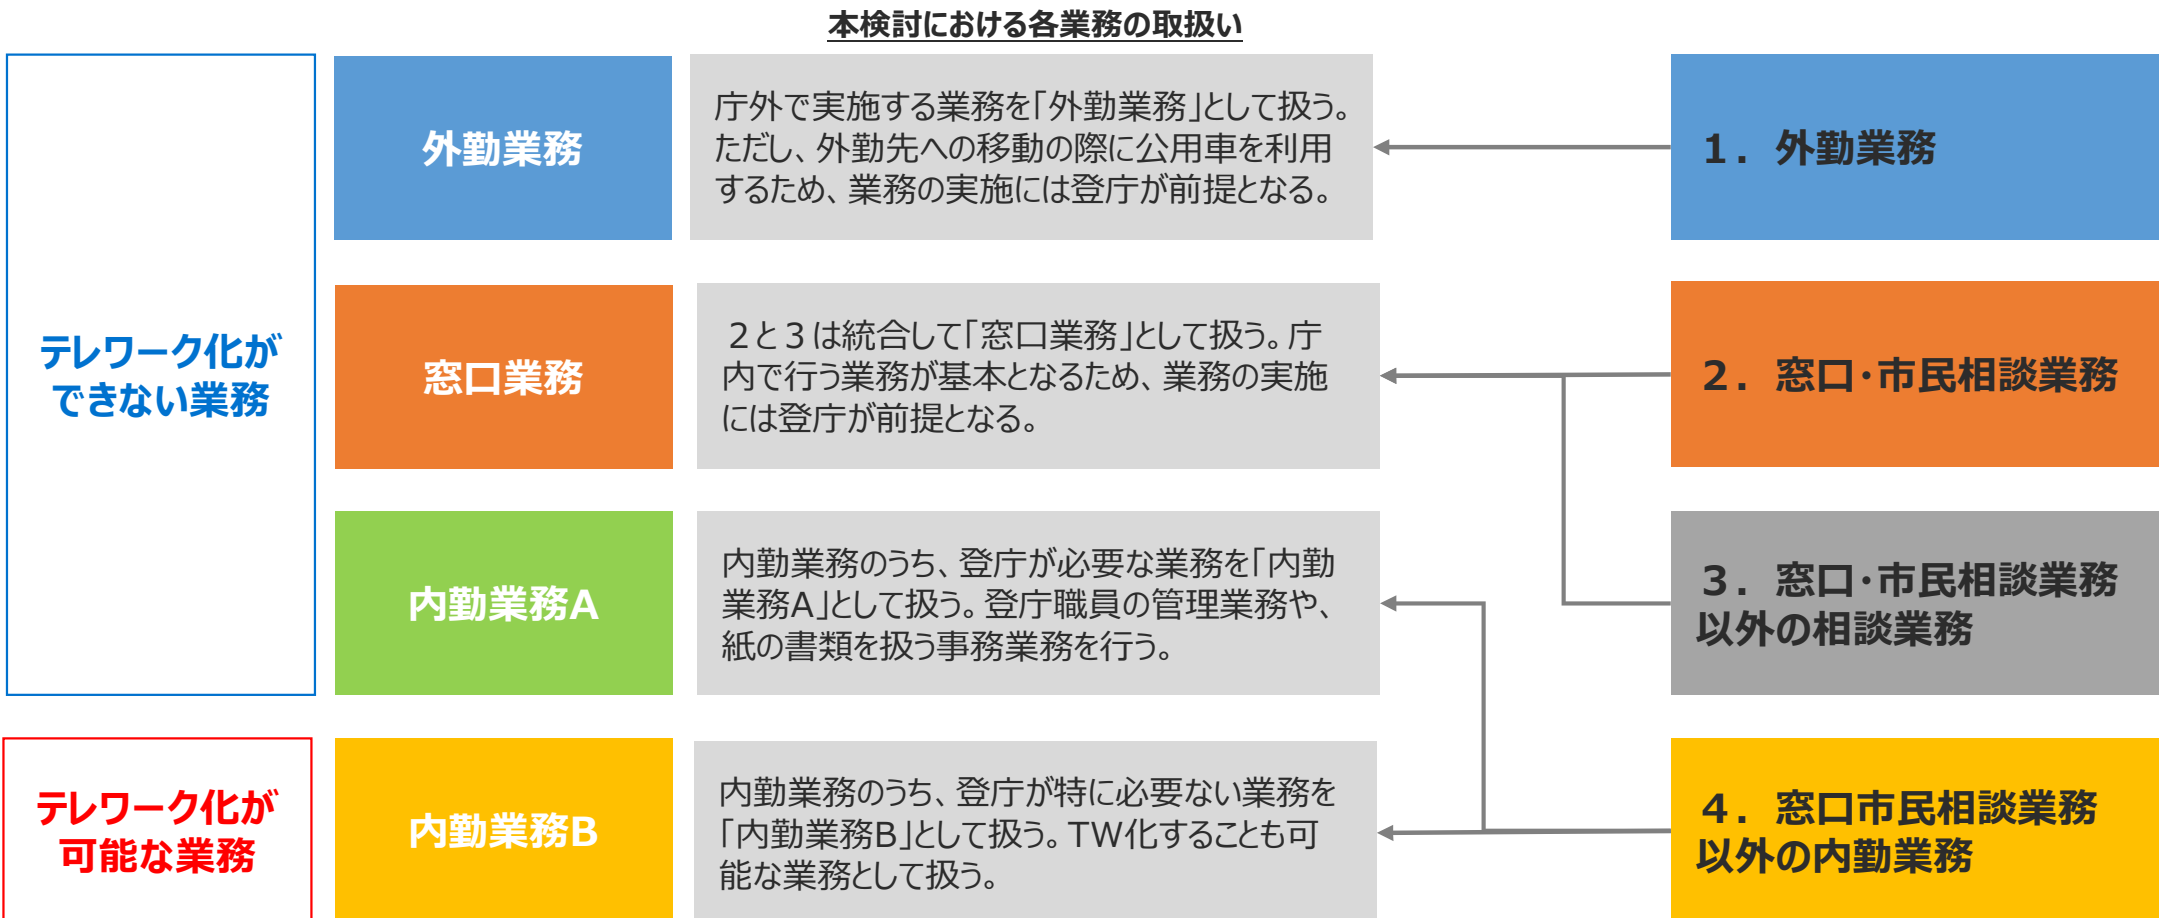 本検討における各業務の取扱い
テレワーク化が
できない業務
外勤業務
庁外で実施する業務を「外勤業務」として扱う。
ただし、外勤先への移動の際に公用車を利用
するため、業務の実施には登庁が前提となる。
１．外勤業務
窓口業務
２と３は統合して「窓口業務」として扱う。庁
内で行う業務が基本となるため、業務の実施
には登庁が前提となる。
２．窓口・市民相談業務
内勤業務A
内勤業務のうち、登庁が必要な業務を「内勤
業務A」として扱う。登庁職員の管理業務や、
紙の書類を扱う事務業務を行う。
３．窓口・市民相談業務
以外の相談業務
テレワーク化が
可能な業務
内勤業務B
内勤業務のうち、登庁が特に必要ない業務を
「内勤業務B」として扱う。TW化することも可
能な業務として扱う。
４．窓口市民相談業務
以外の内勤業務